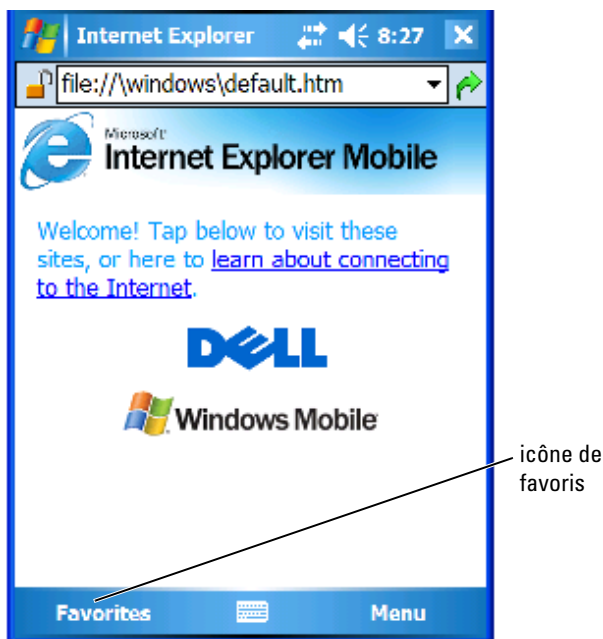 Internet Explorer 8:27
file://\windows\default.htm
Microsoft
Internet Explorer Mobile
Welcome! Tap below to visit these
sites, or here to learn about connecting
to the Internet.
DELL
Windows Mobile
icône de
favoris
Favorites Menu